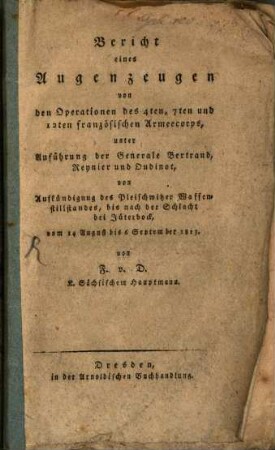 Bericht
eines
Augenzeugen
von
den Operationen des 4ten, 7ten und
12ten französischen Armeecorps,
unter
Anführung der Generale Bertrand,
Reynier und Oudinot,
von
Aufkündigung des Pleischwitzer Waffen-
stillstandes, bis nach der Schlacht
bei Jüterbock,
vom 14 August bis 6 September 1813.
von
F. v. D.
K. Sächsischem Hauptmann.
Dresden,
in der Arnoldischen Buchhandlung.